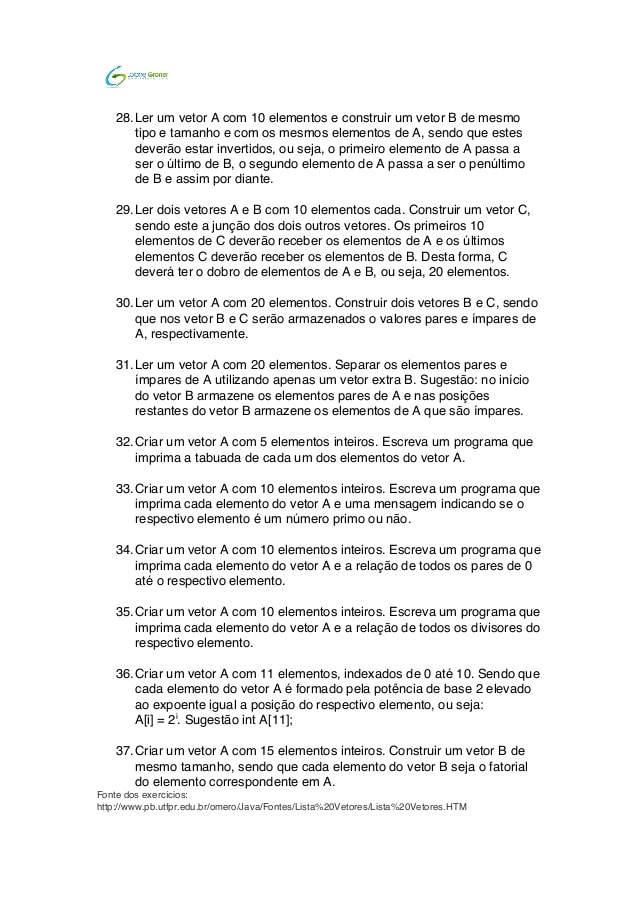 Loiane Groner
28. Ler um vetor A com 10 elementos e construir um vetor B de mesmo
tipo e tamanho e com os mesmos elementos de A, sendo que estes
deverão estar invertidos, ou seja, o primeiro elemento de A passa a
ser o último de B, o segundo elemento de A passa a ser o penúltimo
de B e assim por diante.
29. Ler dois vetores A e B com 10 elementos cada. Construir um vetor C,
sendo este a junção dos dois outros vetores. Os primeiros 10
elementos de C deverão receber os elementos de A e os últimos
elementos C deverão receber os elementos de B. Desta forma, C
deverá ter o dobro de elementos de A e B, ou seja, 20 elementos.
30. Ler um vetor A com 20 elementos. Construir dois vetores B e C, sendo
que nos vetor B e C serão armazenados o valores pares e ímpares de
A, respectivamente.
31. Ler um vetor A com 20 elementos. Separar os elementos pares e
ímpares de A utilizando apenas um vetor extra B. Sugestão: no início
do vetor B armazene os elementos pares de A e nas posições
restantes do vetor B armazene os elementos de A que são ímpares.
32. Criar um vetor A com 5 elementos inteiros. Escreva um programa que
imprima a tabuada de cada um dos elementos do vetor A.
33. Criar um vetor A com 10 elementos inteiros. Escreva um programa que
imprima cada elemento do vetor A e uma mensagem indicando se o
respectivo elemento é um número primo ou não.
34. Criar um vetor A com 10 elementos inteiros. Escreva um programa que
imprima cada elemento do vetor A e a relação de todos os pares de 0
até o respectivo elemento.
35. Criar um vetor A com 10 elementos inteiros. Escreva um programa que
imprima cada elemento do vetor A e a relação de todos os divisores do
respectivo elemento.
36. Criar um vetor A com 11 elementos, indexados de 0 até 10. Sendo que
cada elemento do vetor A é formado pela potência de base 2 elevado
ao expoente igual a posição do respectivo elemento, ou seja:
A[i] = 2ⁱ. Sugestão int A[11];
37. Criar um vetor A com 15 elementos inteiros. Construir um vetor B de
mesmo tamanho, sendo que cada elemento do vetor B seja o fatorial
do elemento correspondente em A.
Fonte dos exercícios:
http://www.pb.utfpr.edu.br/omero/Java/Fontes/Lista%20Vetores/Lista%20Vetores.HTM